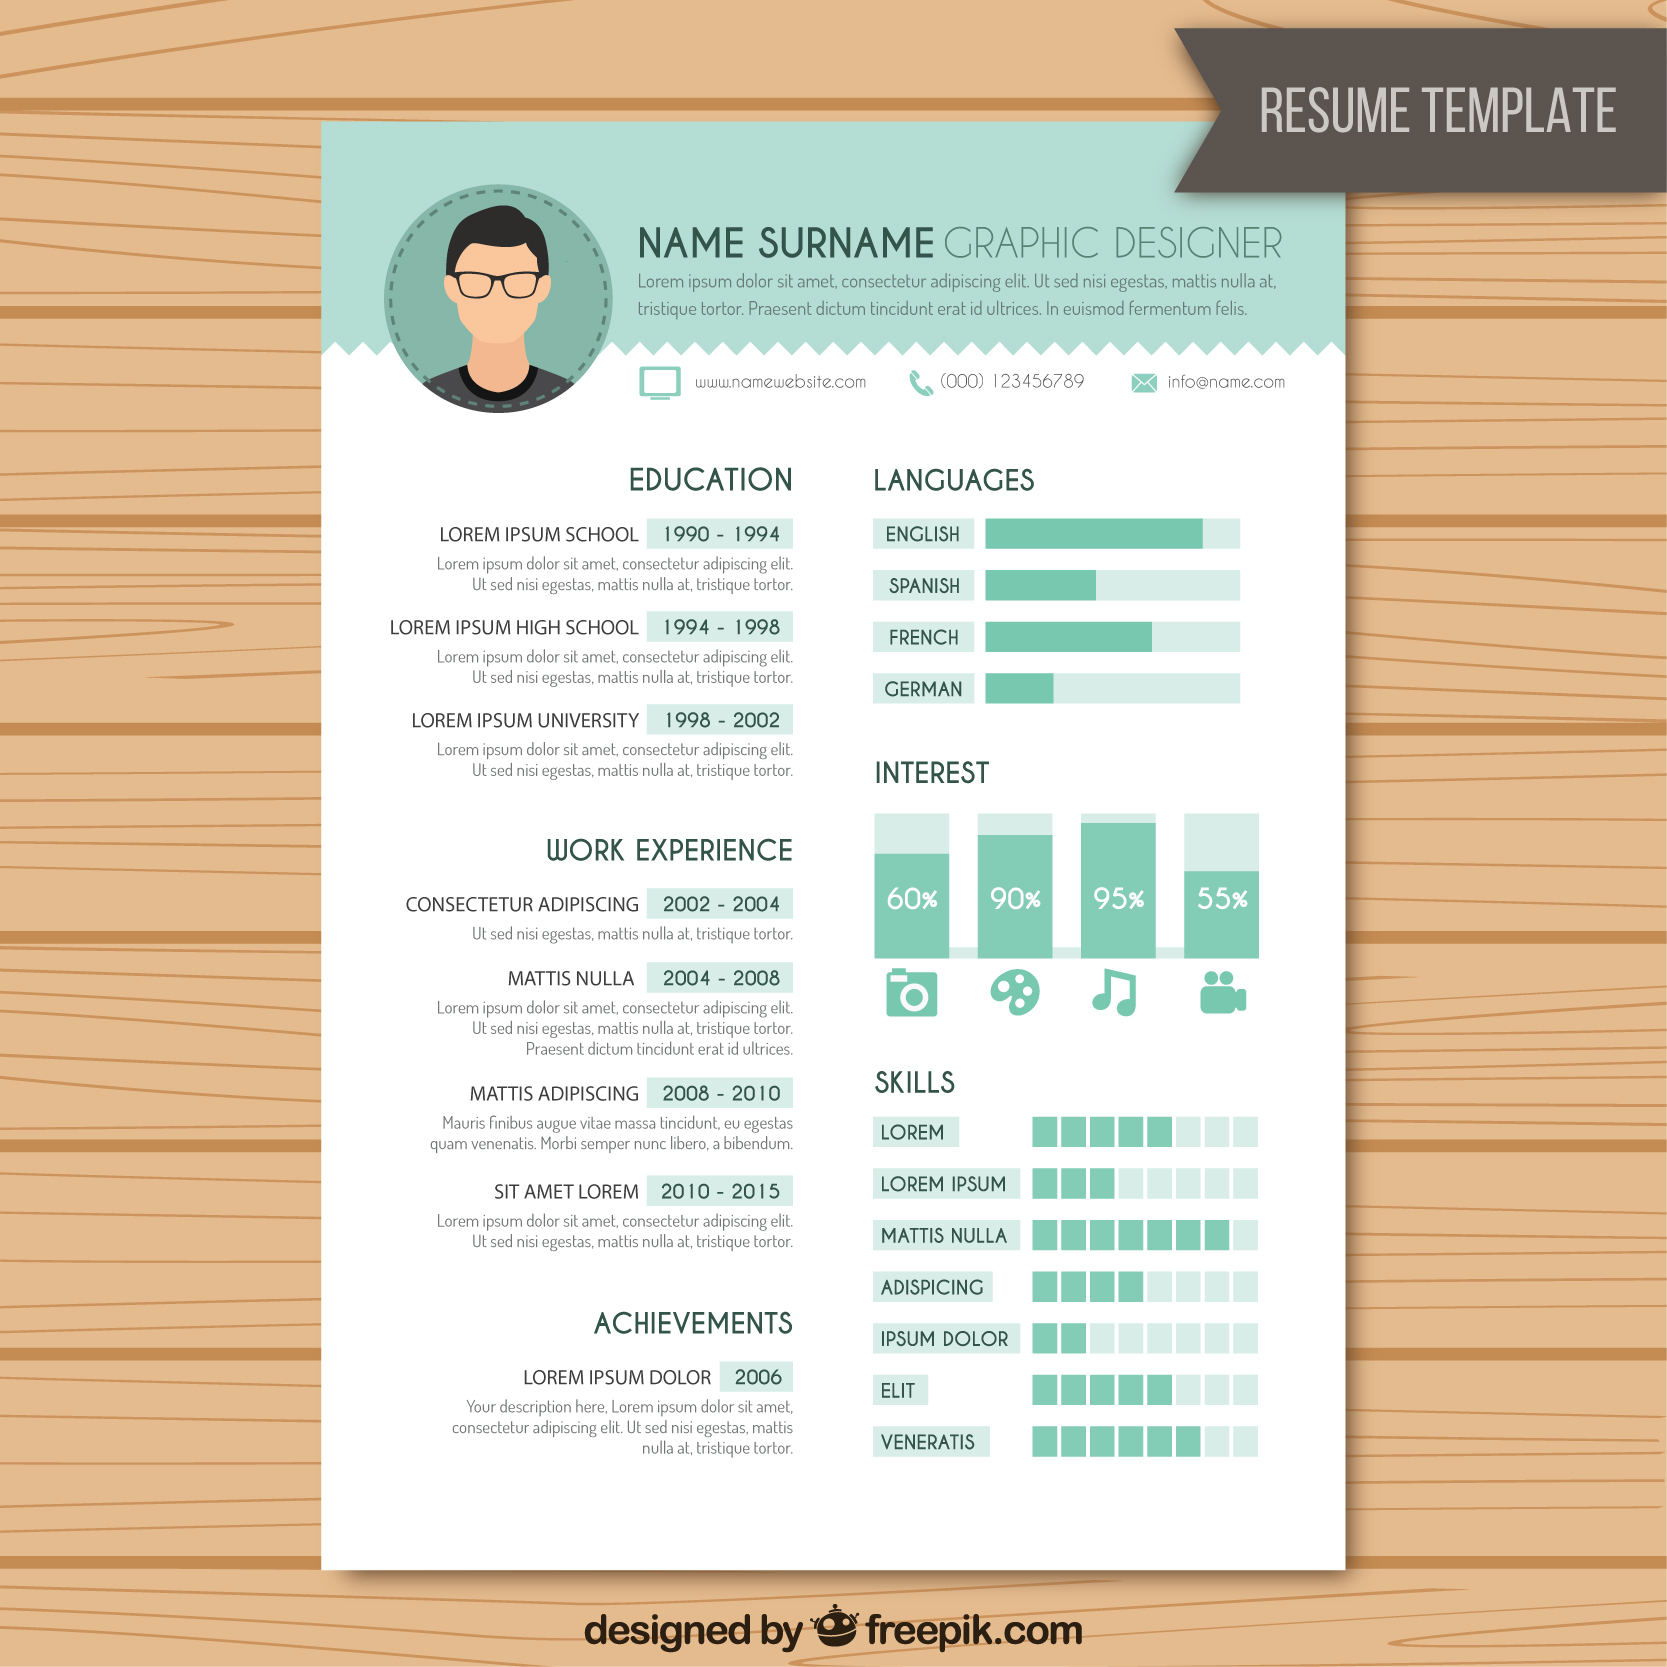 RESUME TEMPLATE
NAME SURNAME GRAPHIC DESIGNER
Lorem ipsum dolor sit amet, consectetur adipiscing elit. Ut sed nisi egestas, mattis nulla at,
tristique tortor. Praesent dictum tincidunt erat id ultrices. In euismod fermentum felis.
www.namewebsite.com (000) 123456789 info@name.com
EDUCATION
LOREM IPSUM SCHOOL 1990 - 1994
Lorem ipsum dolor sit amet, consectetur adipiscing elit.
Ut sed nisi egestas, mattis nulla at, tristique tortor.
LOREM IPSUM HIGH SCHOOL 1994 - 1998
Lorem ipsum dolor sit amet, consectetur adipiscing elit.
Ut sed nisi egestas, mattis nulla at, tristique tortor.
LOREM IPSUM UNIVERSITY 1998 - 2002
Lorem ipsum dolor sit amet, consectetur adipiscing elit.
Ut sed nisi egestas, mattis nulla at, tristique tortor.
WORK EXPERIENCE
CONSECTETUR ADIPISCING 2002 - 2004
Ut sed nisi egestas, mattis nulla at, tristique tortor.
MATTIS NULLA 2004 - 2008
Lorem ipsum dolor sit amet, consectetur adipiscing elit.
Ut sed nisi egestas, mattis nulla at, tristique tortor.
Praesent dictum tincidunt erat id ultrices.
MATTIS ADIPISCING 2008 - 2010
Mauris finibus augue vitae massa tincidunt, eu egestas
quam venenatis. Morbi semper nunc libero, a bibendum.
SIT AMET LOREM 2010 - 2015
Lorem ipsum dolor sit amet, consectetur adipiscing elit.
Ut sed nisi egestas, mattis nulla at, tristique tortor.
ACHIEVEMENTS
LOREM IPSUM DOLOR 2006
Your description here, Lorem ipsum dolor sit amet,
consectetur adipiscing elit. Ut sed nisi egestas, mattis
nulla at, tristique tortor.
LANGUAGES
ENGLISH
SPANISH
FRENCH
GERMAN
INTEREST
60% 90% 95% 55%
SKILLS
LOREM
LOREM IPSUM
MATTIS NULLA
ADISPICING
IPSUM DOLOR
ELIT
VENERATIS
designed by freepik.com